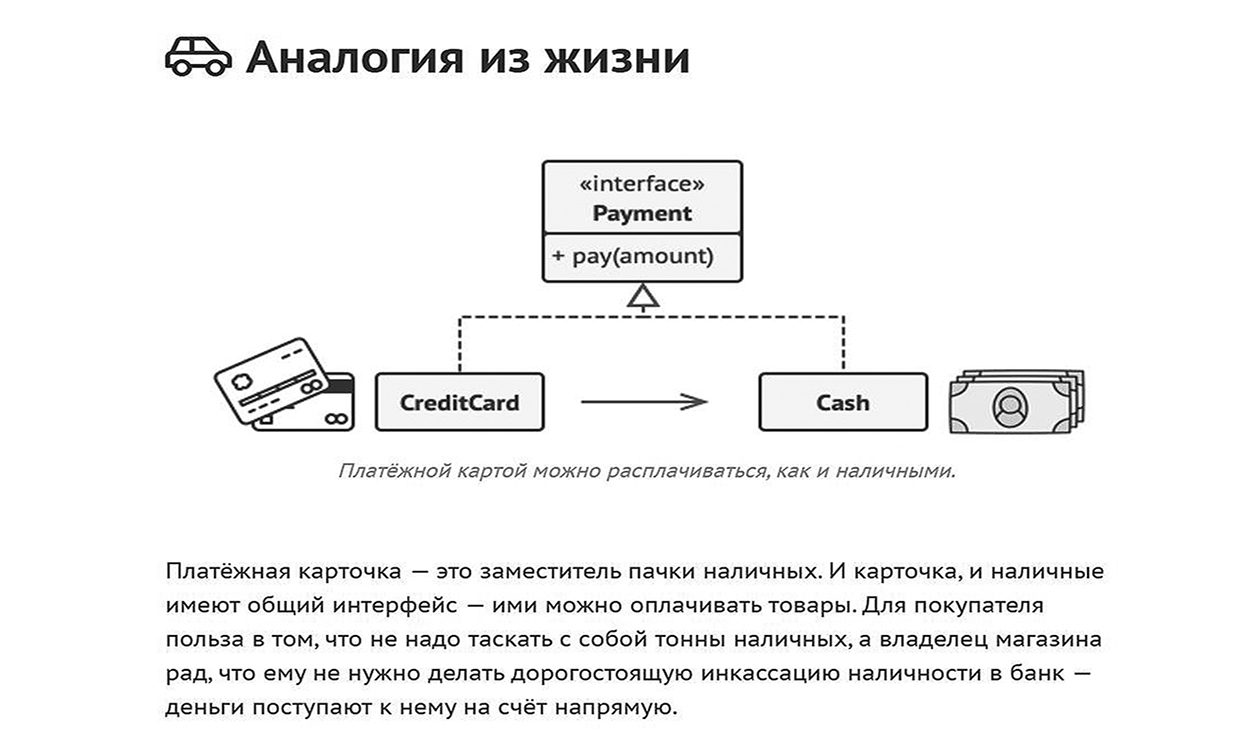 Аналогия из жизни
«interface»
Payment
+ pay(amount)
CreditCard
Cash
Платёжной картой можно расплачиваться, как и наличными.
Платёжная карточка — это заместитель пачки наличных. И карточка, и наличные
имеют общий интерфейс — ими можно оплачивать товары. Для покупателя
польза в том, что не надо таскать с собой тонны наличных, а владелец магазина
рад, что ему не нужно делать дорогостоящую инкассацию наличности в банк —
деньги поступают к нему на счёт напрямую.